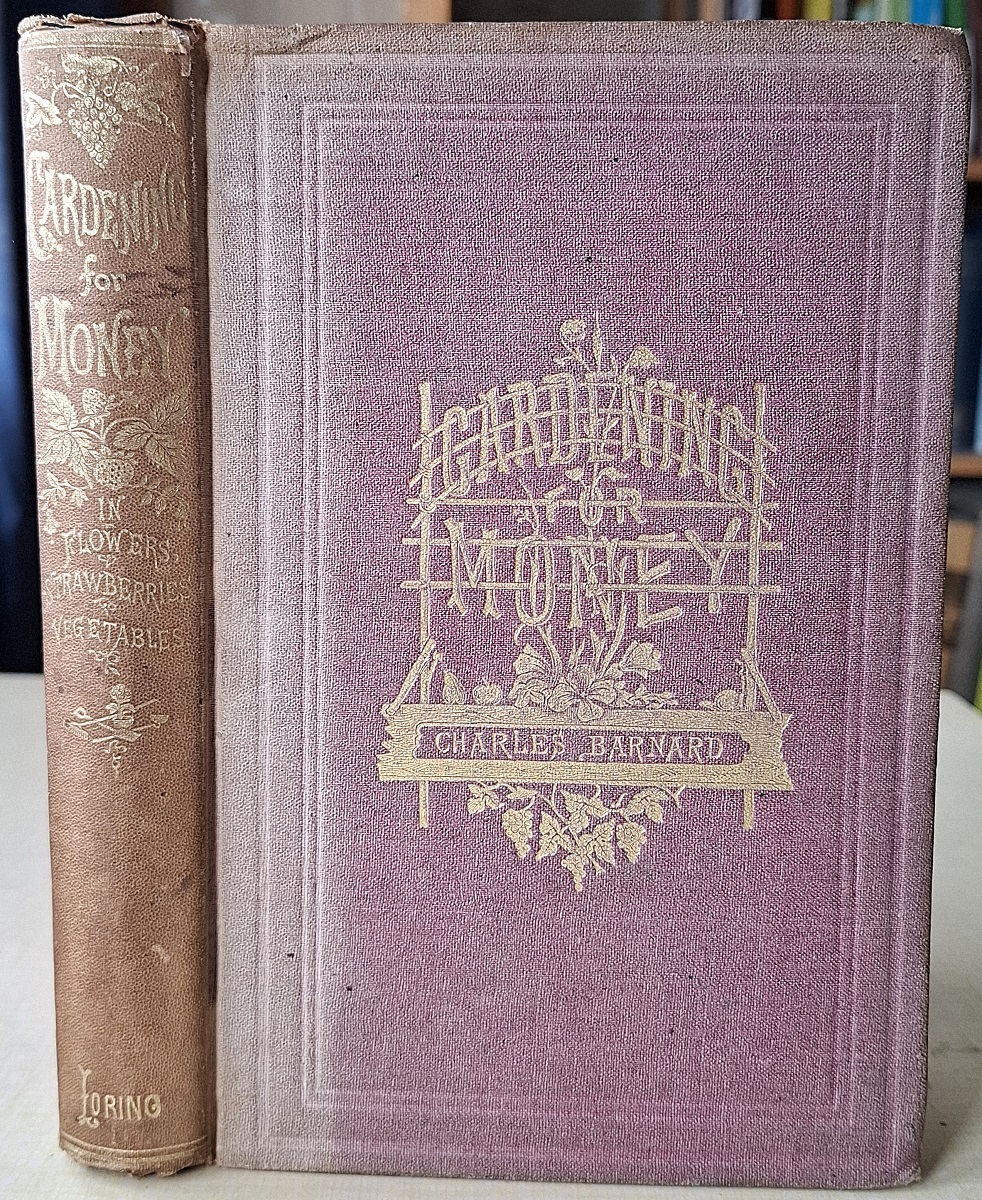 GARDENING
for
MONEY
IN
FLOWERS
STRAWBERRIES
VEGETABLES
LORING
GARDENING
FOR
MONEY
CHARLES BARNARD